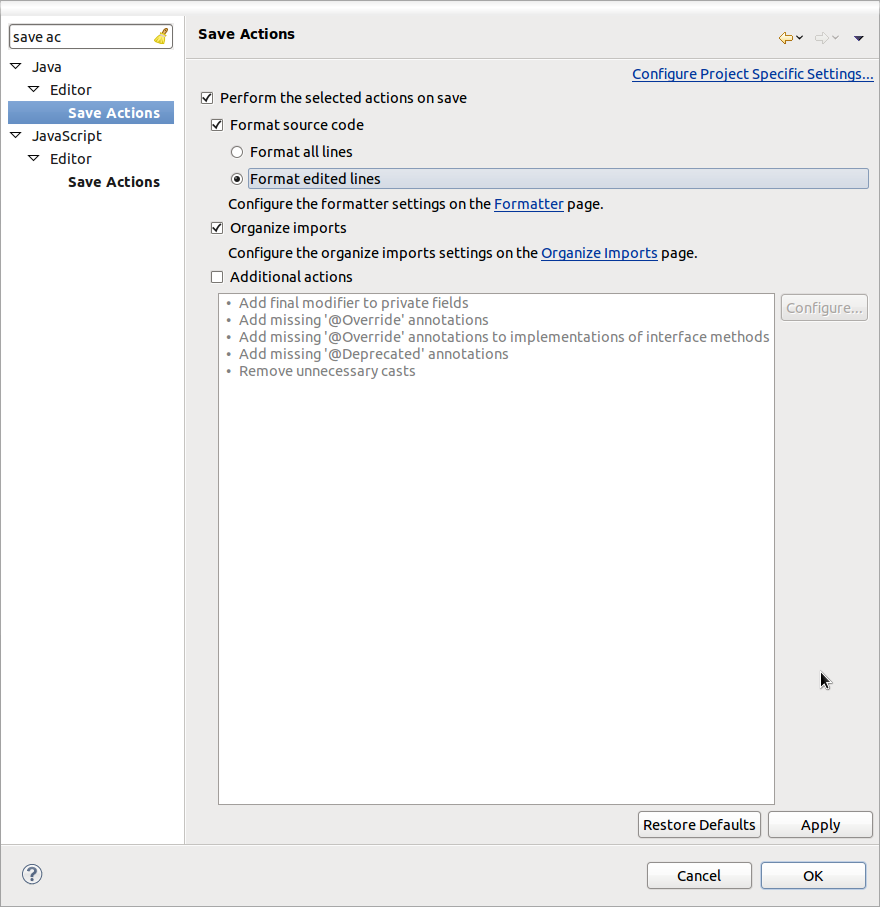 save ac
Java
Editor
Save Actions
JavaScript
Editor
Save Actions
Save Actions
Configure Project Specific Settings...
Perform the selected actions on save
Format source code
Format all lines
Format edited lines
Configure the formatter settings on the Formatter page.
Organize imports
Configure the organize imports settings on the Organize Imports page.
Additional actions
• Add final modifier to private fields
• Add missing '@Override' annotations
• Add missing '@Override' annotations to implementations of interface methods
• Add missing '@Deprecated' annotations
• Remove unnecessary casts
Configure...
Restore Defaults Apply
? Cancel OK